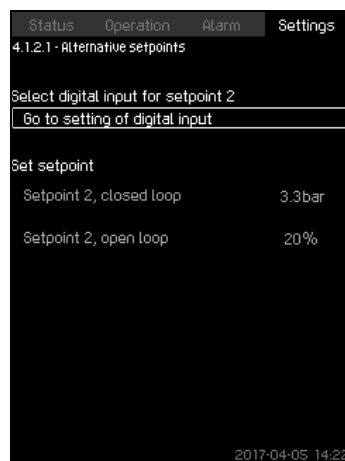 Status Operation Alarm Settings
4.1.2.1 - Alternative setpoints
Select digital input for setpoint 2
Go to setting of digital input
Set setpoint
Setpoint 2, closed loop 3.3bar
Setpoint 2, open loop 20%
2017-04-05 14:22